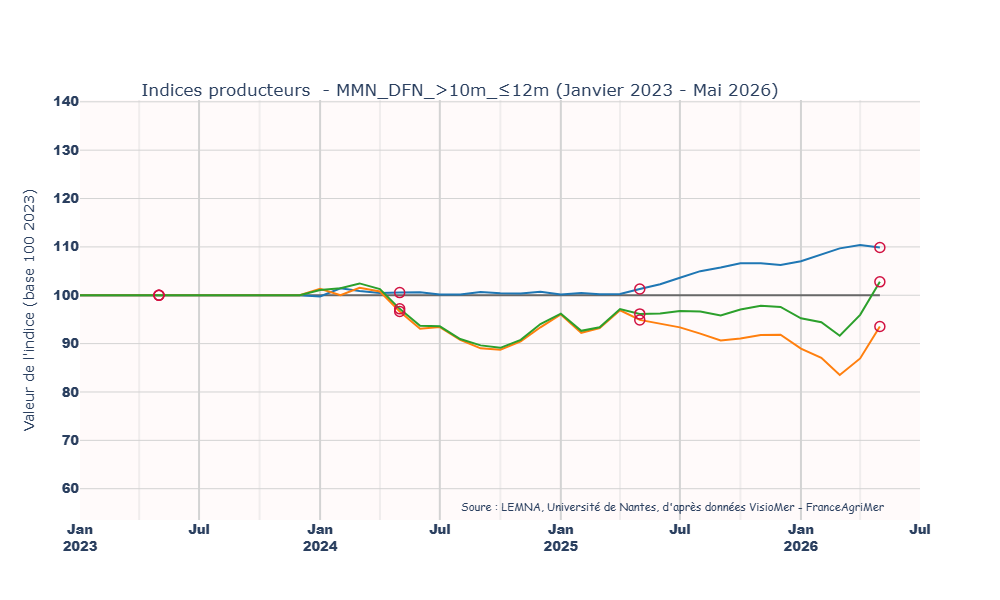 Indices producteurs - MMN_DFN_>10m_≤12m (Janvier 2023 - Mai 2026)
Valeur de l'indice (base 100 2023)
140
130
120
110
100
90
80
70
60
Soure : LEMNA, Université de Nantes, d'après données VisioMer - FranceAgriMer
Jan Jul Jan Jul Jan Jul Jan Jul
2023 2024 2025 2026